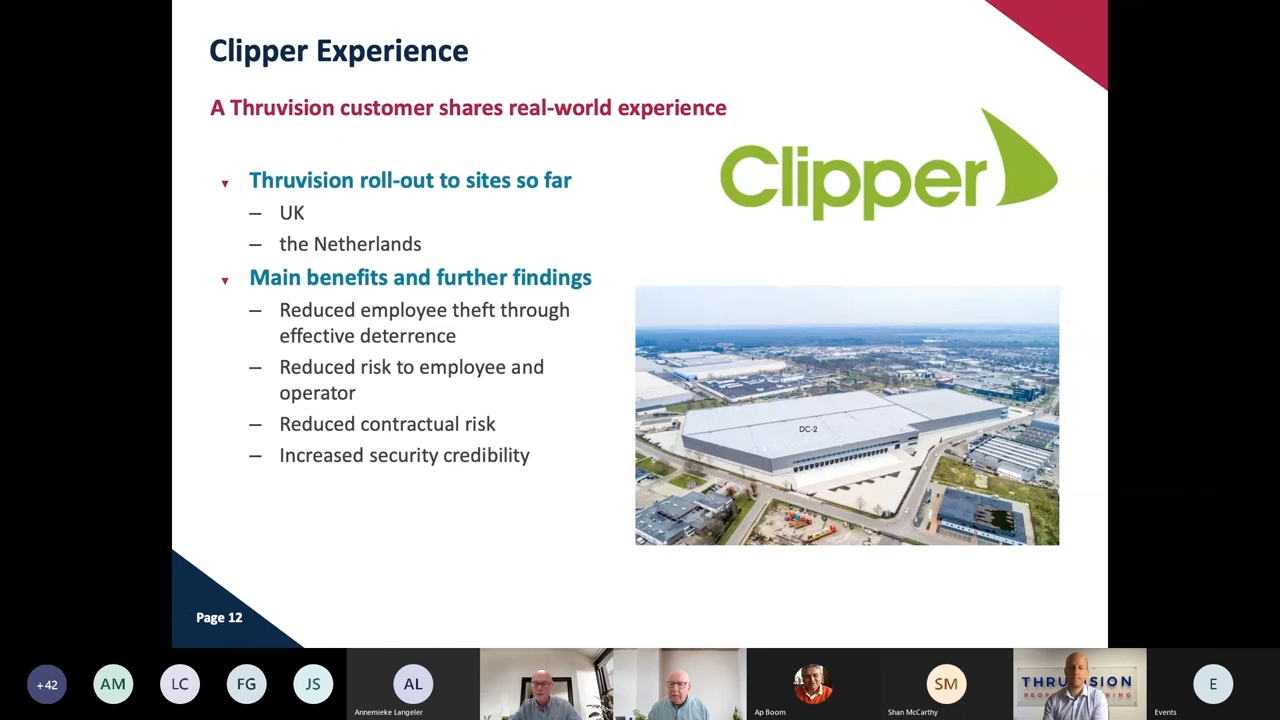 Clipper Experience
A Thruvision customer shares real-world experience
Clipper
Thruvision roll-out to sites so far
– UK
– the Netherlands
Main benefits and further findings
– Reduced employee theft through
effective deterrence
– Reduced risk to employee and
operator
– Reduced contractual risk
– Increased security credibility
DC-2
Page 12
+42
AM
LC
FG
JS
AL
Annemieke Langeler
Ap Boom
SM
Shan McCarthy
THRUVISION
E
Events